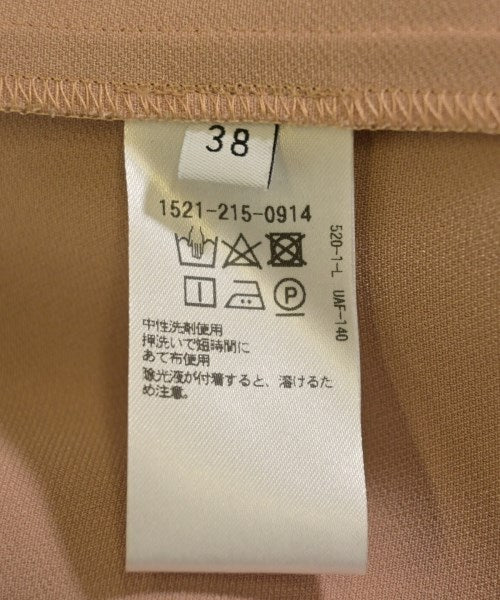 38
1521-215-0914
520-1-L UAF-140
P
中性洗剤使用
押洗いで短時間に
あて布使用
除光液が付着すると、溶けるた
め注意。